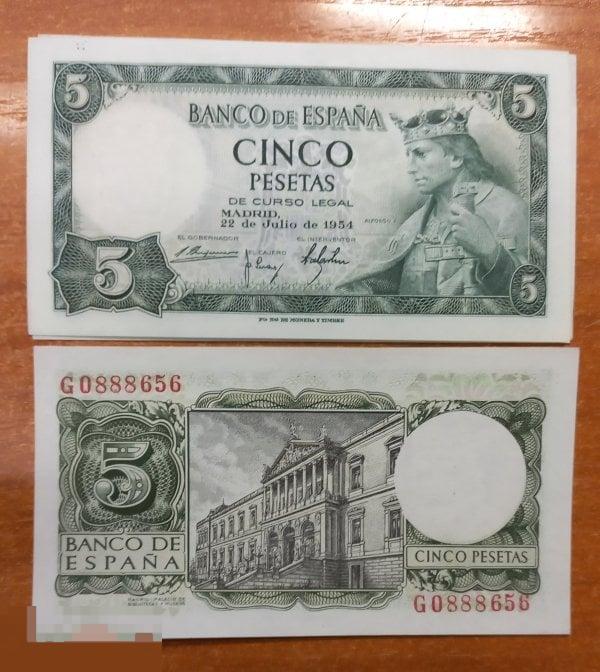 5
5
BANCO DE ESPAÑA
CINCO
PESETAS
DE CURSO LEGAL
MADRID,
22 de Julio de 1954
EL GOBERNADOR
EL CAJERO
EL INTERVENTOR
5
5
G0888656
5
BANCO DE
ESPAÑA
CINCO PESETAS
G0888656